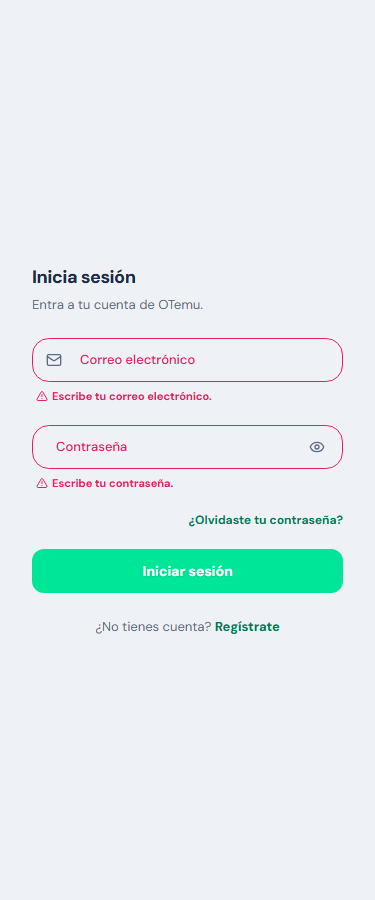 Inicia sesión
Entra a tu cuenta de OTemu.
Correo electrónico
Escribe tu correo electrónico.
Contraseña
Escribe tu contraseña.
¿Olvidaste tu contraseña?
Iniciar sesión
¿No tienes cuenta? Regístrate